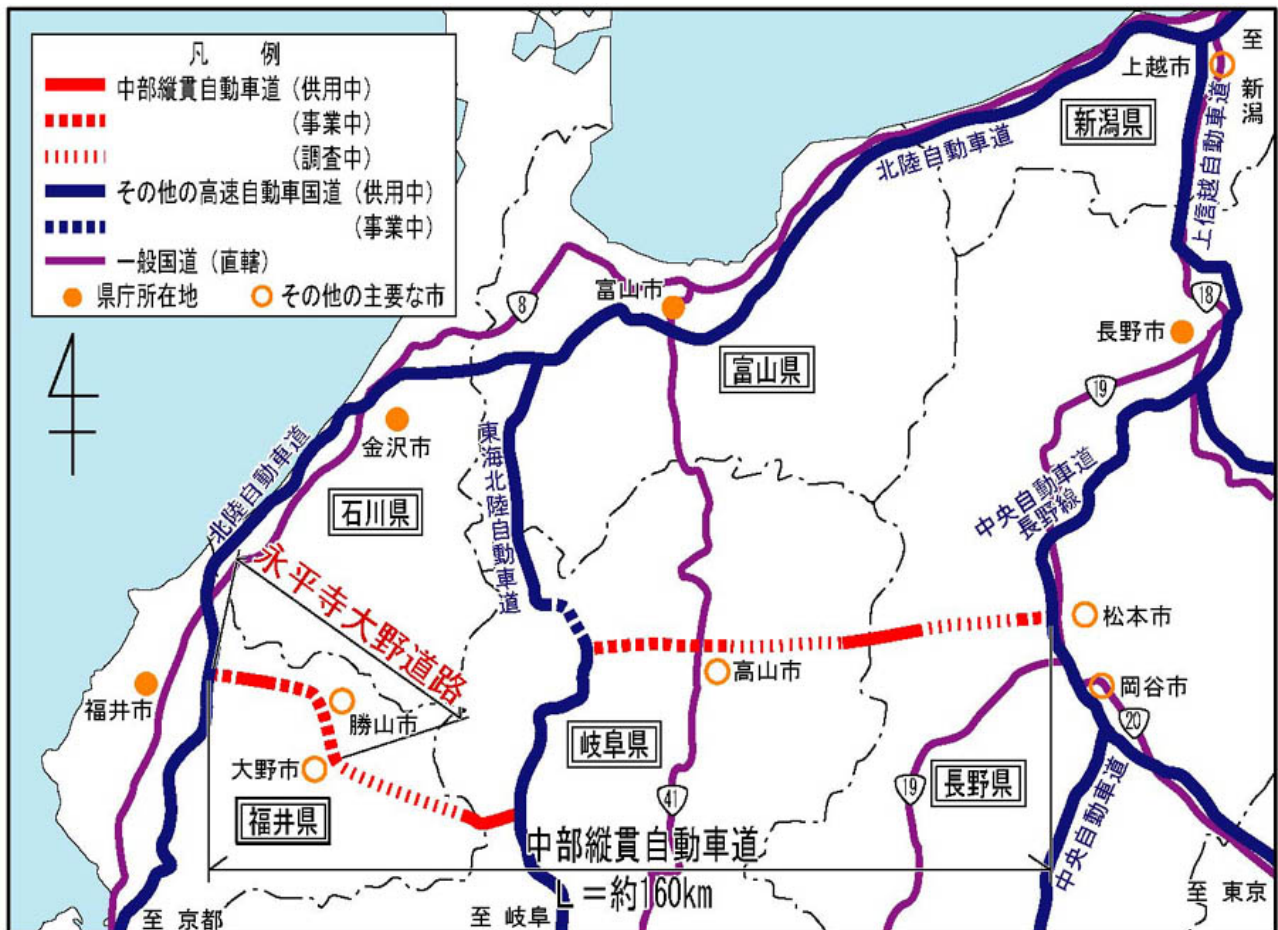 凡 例
中部縦貫自動車道(供用中)
(事業中)
(調査中)
その他の高速自動車国道(供用中)
(事業中)
一般国道(直轄)
県庁所在地 その他の主要な市
至 新潟
上越市
新潟県
北陸自動車道
上信越自動車道
8
富山市
18
長野市
富山県
19
金沢市
北陸自動車道
東海北陸自動車道
石川県
中央自動車道
長野線
永平寺大野道路
松本市
高山市
福井市
勝山市
岡谷市
20
岐阜県
大野市
41
19
長野県
福井県
中央自動車道
中部縦貫自動車道
L=約160km
至 京都
至 岐阜
至 東京